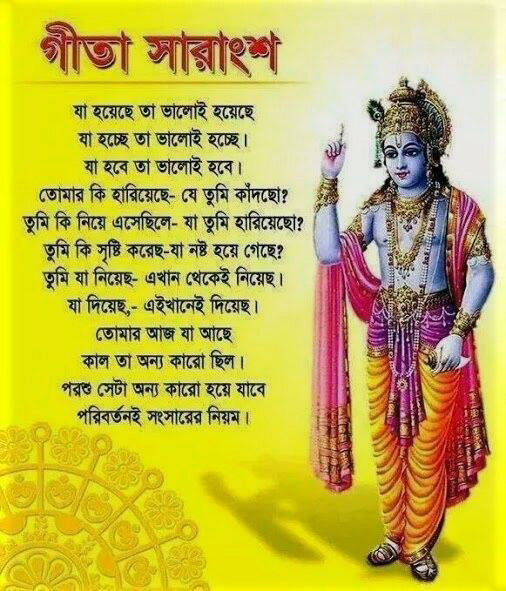 গীতা সারাংশ
যা হয়েছে তা ভালোই হয়েছে
যা হচ্ছে তা ভালোই হচ্ছে।
যা হবে তা ভালোই হবে।
তোমার কি হারিয়েছে- যে তুমি কাঁদছো?
তুমি কি নিয়ে এসেছিলে- যা তুমি হারিয়েছো?
তুমি কি সৃষ্টি করেছ-যা নষ্ট হয়ে গেছে?
তুমি যা নিয়েছ- এখান থেকেই নিয়েছ।
যা দিয়েছ,- এইখানেই দিয়েছ।
তোমার আজ যা আছে
কাল তা অন্য কারো ছিল।
পরশু সেটা অন্য কারো হয়ে যাবে
পরিবর্তনই সংসারের নিয়ম।